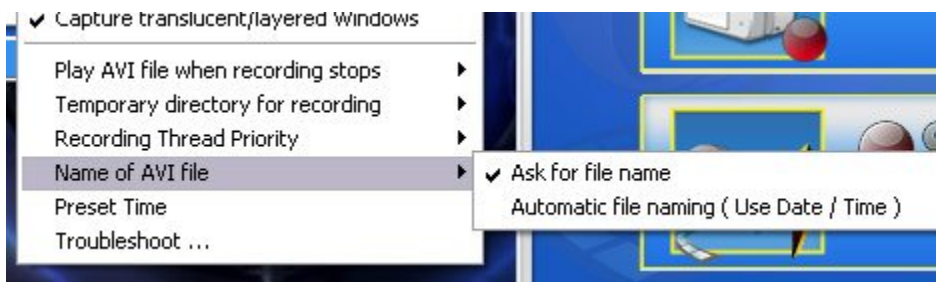 Capture translucent/layered Windows
Play AVI file when recording stops
Temporary directory for recording
Recording Thread Priority
Name of AVI file
Ask for file name
Preset Time
Automatic file naming ( Use Date / Time )
Troubleshoot ...